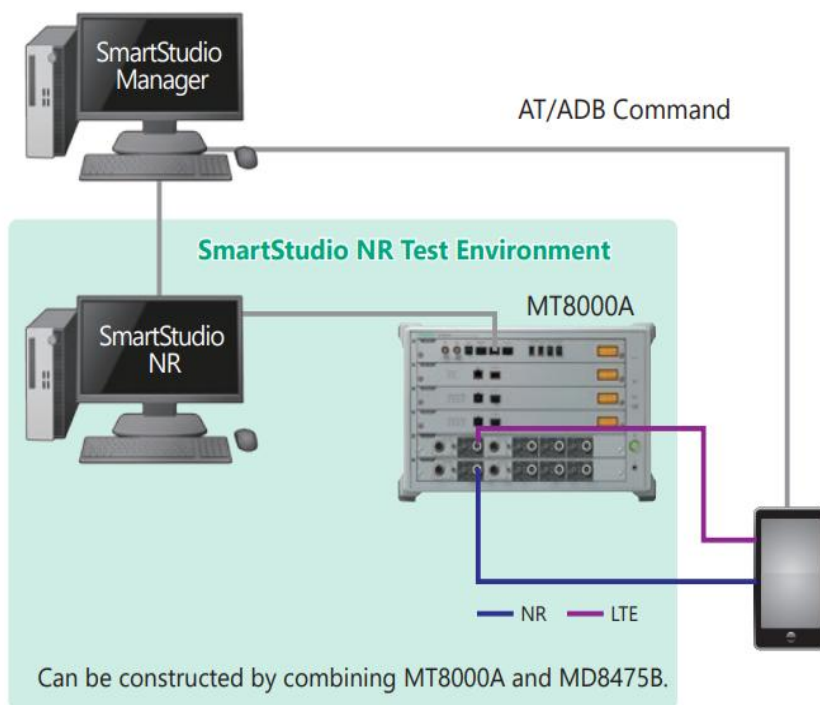 SmartStudio
Manager
AT/ADB Command
SmartStudio NR Test Environment
MT8000A
SmartStudio
NR
NR
LTE
Can be constructed by combining MT8000A and MD8475B.